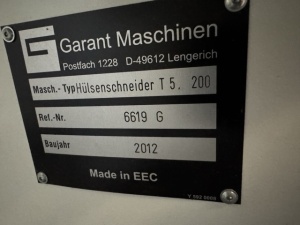 G Garant Maschinen
Postfach 1228 D-49612 Lengerich
Masch.-Typ Hülsenschneider T 5. 200
Ref.-Nr. 6619 G
Baujahr 2012
Made in EEC